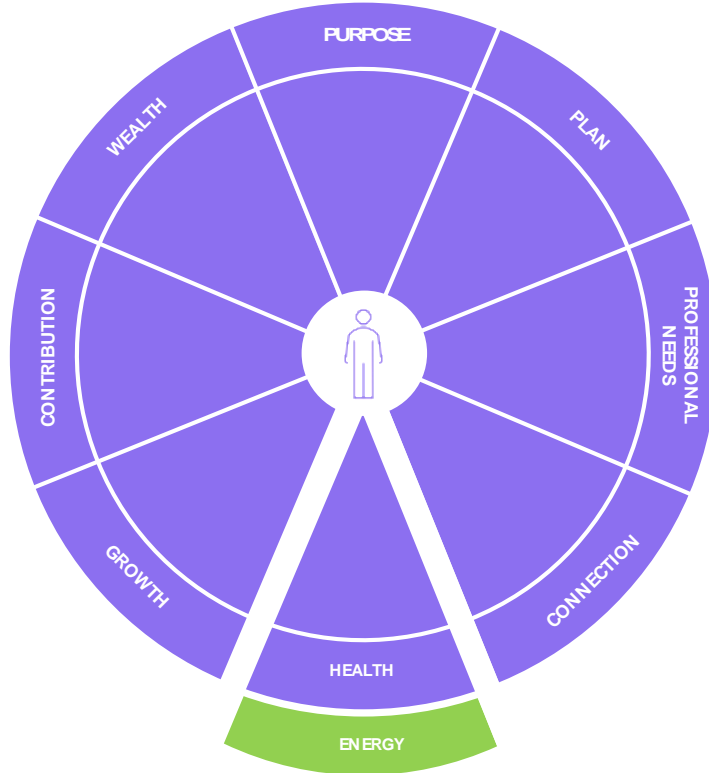 PURPOSE
PLAN
PROFESSIONAL
NEEDS
CONNECTION
HEALTH
ENERGY
GROWTH
CONTRIBUTION
WEALTH